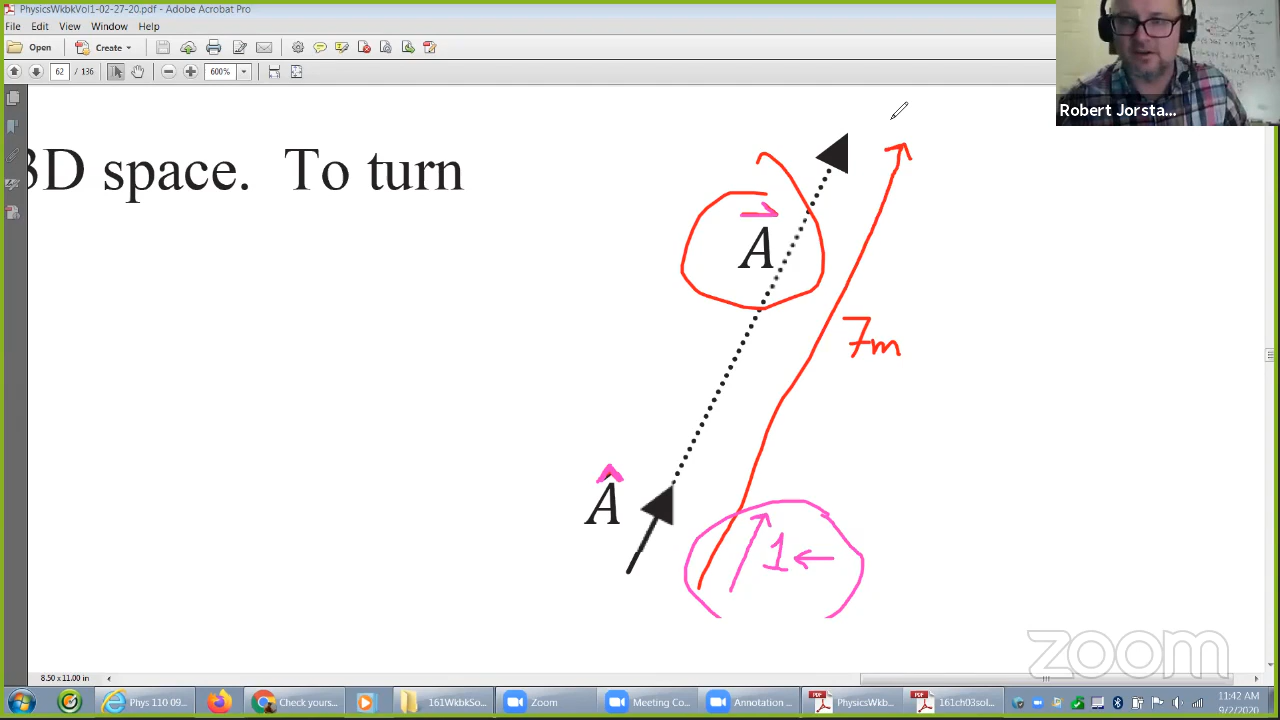 PhysicsWkbkVol1-02-27-20.pdf - Adobe Acrobat Pro
File Edit View Window Help
Open Create
62 / 136 600%
Robert Jorsta...
3D space. To turn
A
7m
Â
1
zoom
8.50 x 11.00 in
Phys 110 09... Check yours... 161WkbkSo... Zoom Meeting Co... Annotation ... PhysicsWkb... 161ch03sol... 11:42 AM
9/2/2020